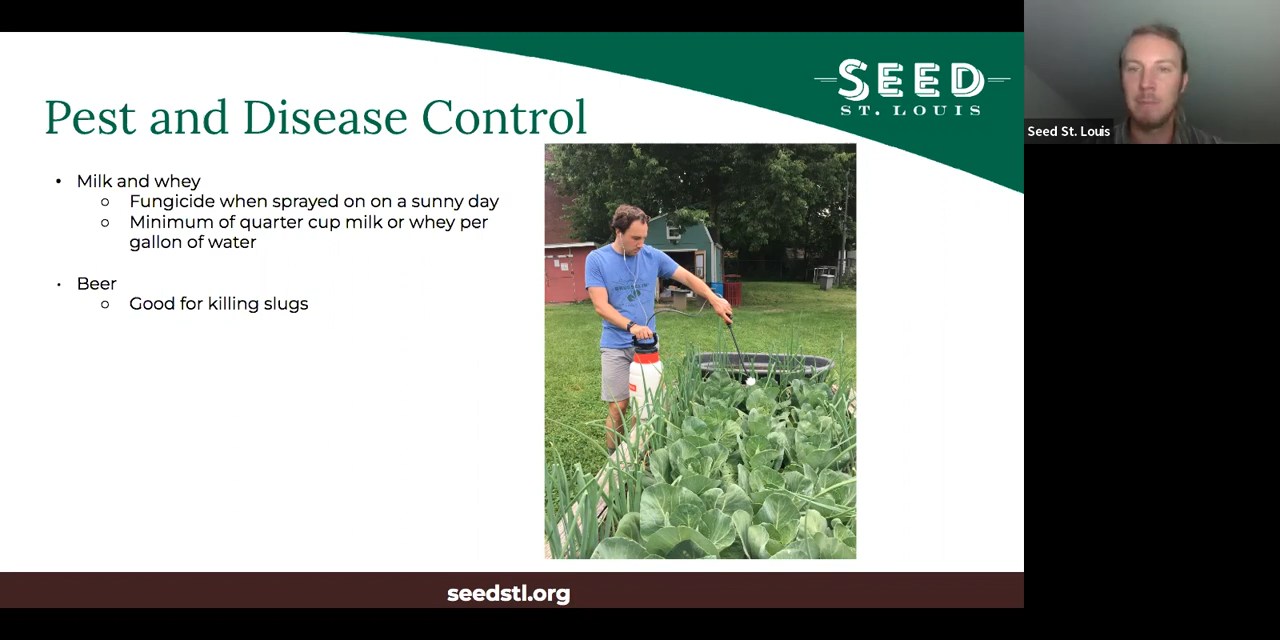 SEED
ST. LOUIS
Pest and Disease Control
Seed St. Louis
• Milk and whey
○ Fungicide when sprayed on on a sunny day
○ Minimum of quarter cup milk or whey per
gallon of water
• Beer
○ Good for killing slugs
seedstl.org